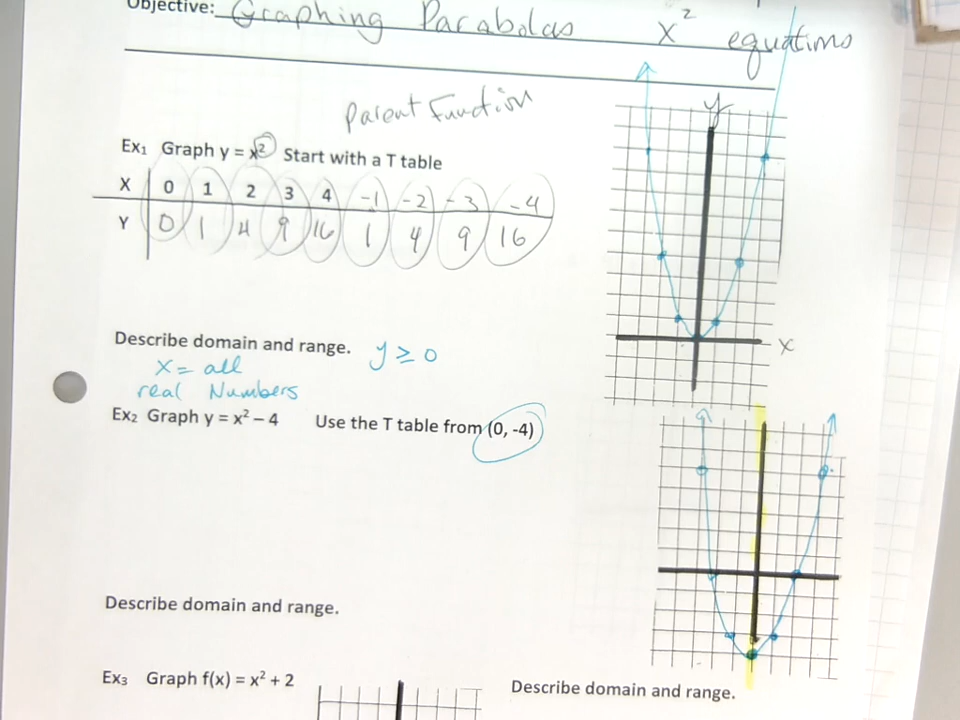 Objective: Graphing Parabolas x² equations
Parent Function
Ex1 Graph y = x² Start with a T table
X 0 1 2 3 4 -1 -2 -3 -4
Y 0 1 4 9 16 1 4 9 16
y
x
Describe domain and range. y ≥ 0
x = all
real Numbers
Ex2 Graph y = x² – 4 Use the T table from (0, -4)
Describe domain and range.
Ex3 Graph f(x) = x² + 2
Describe domain and range.